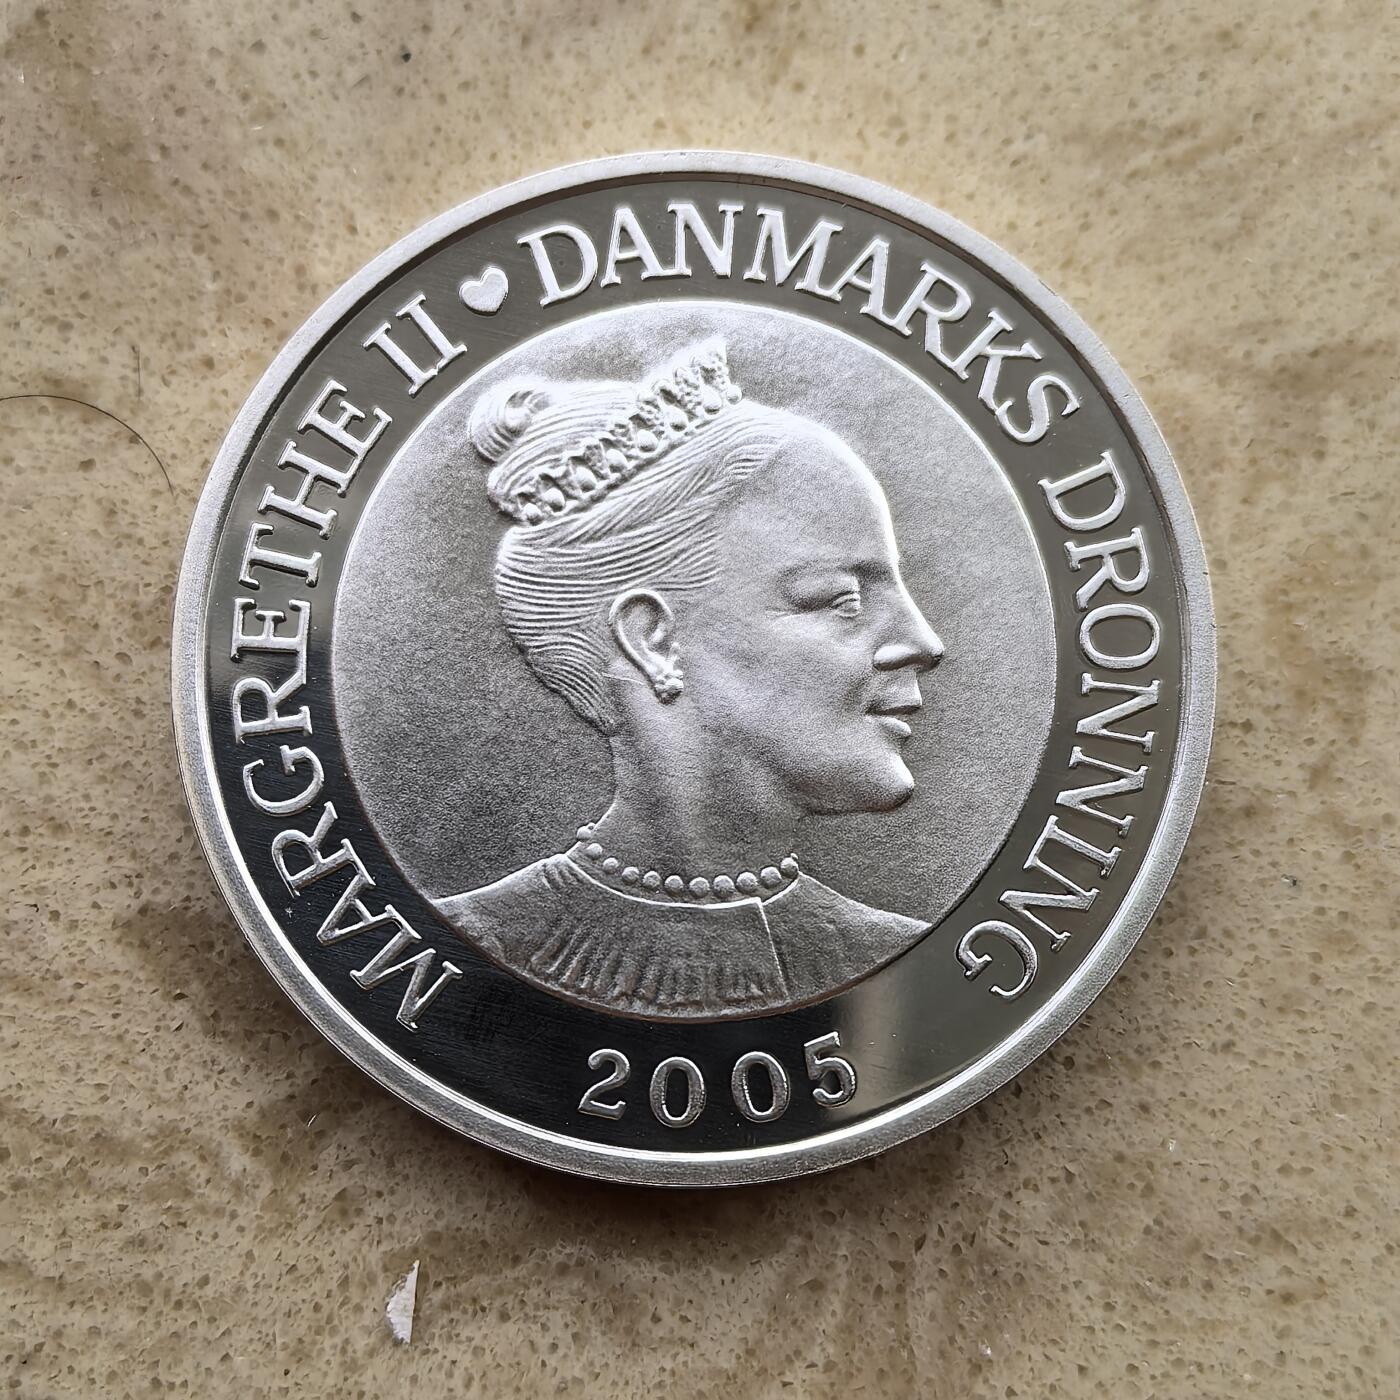 MARGRETHE II ♥ DANMARKS DRONNING
2005